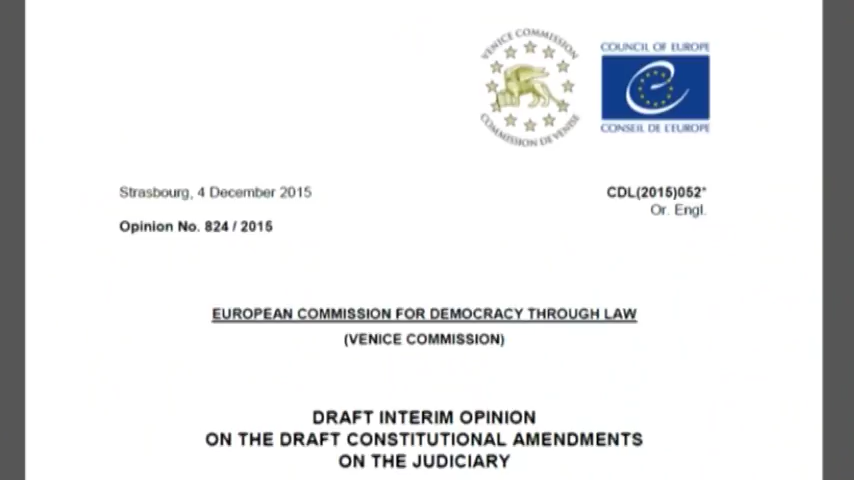 VENICE COMMISSION
COMMISSION DE VENISE
COUNCIL OF EUROPE
CONSEIL DE L'EUROPE
Strasbourg, 4 December 2015
CDL(2015)052*
Or. Engl.
Opinion No. 824 / 2015
EUROPEAN COMMISSION FOR DEMOCRACY THROUGH LAW
(VENICE COMMISSION)
DRAFT INTERIM OPINION
ON THE DRAFT CONSTITUTIONAL AMENDMENTS
ON THE JUDICIARY